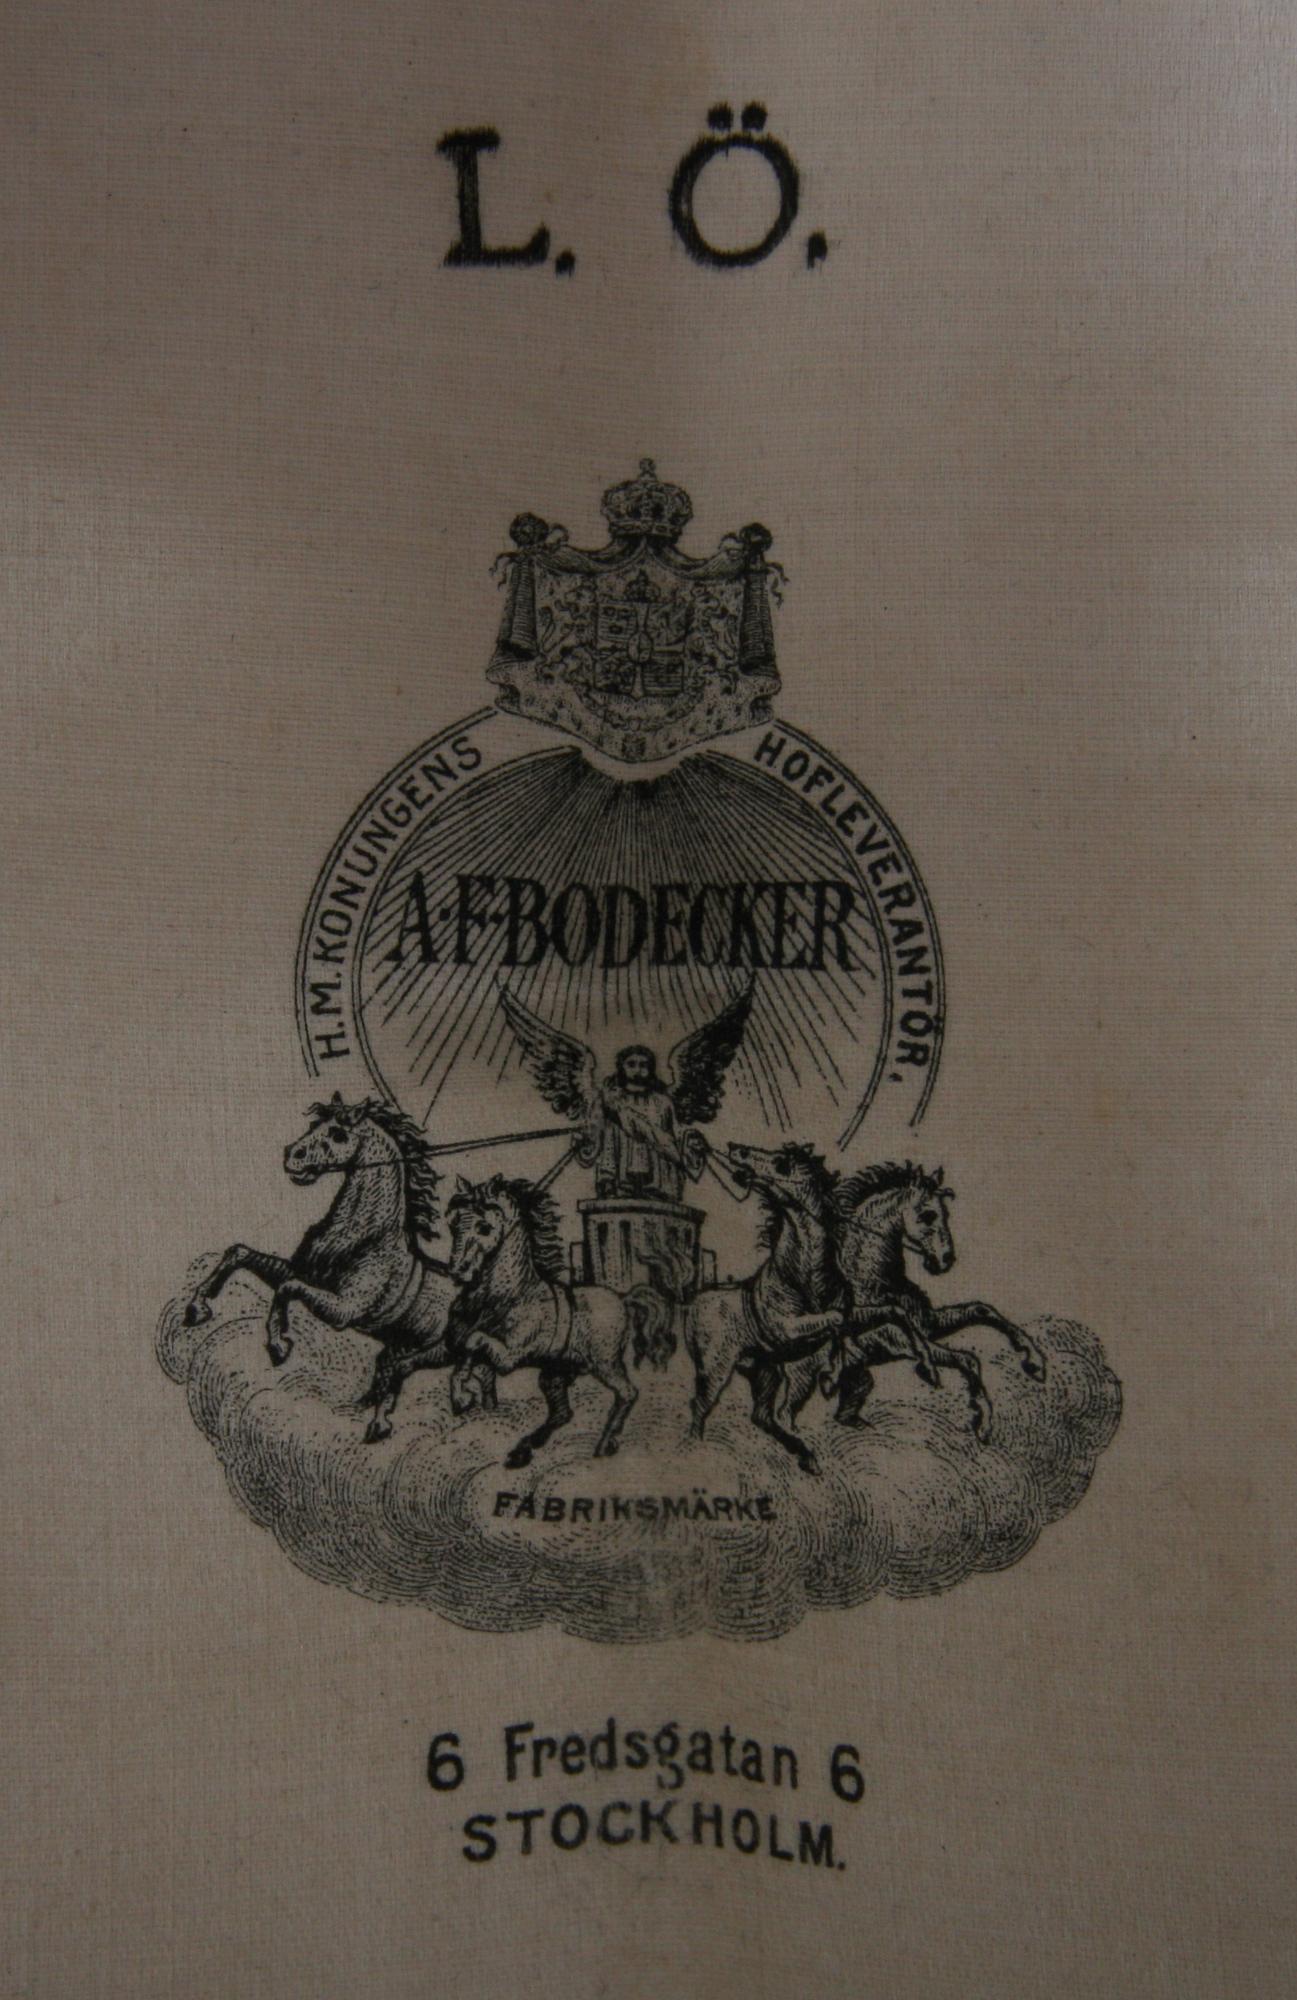 L. Ö.
H.M. KONUNGENS HOFLEVERANTÖR,
A·F·BODECKER
FABRIKSMÄRKE
6 Fredsgatan 6
STOCKHOLM.